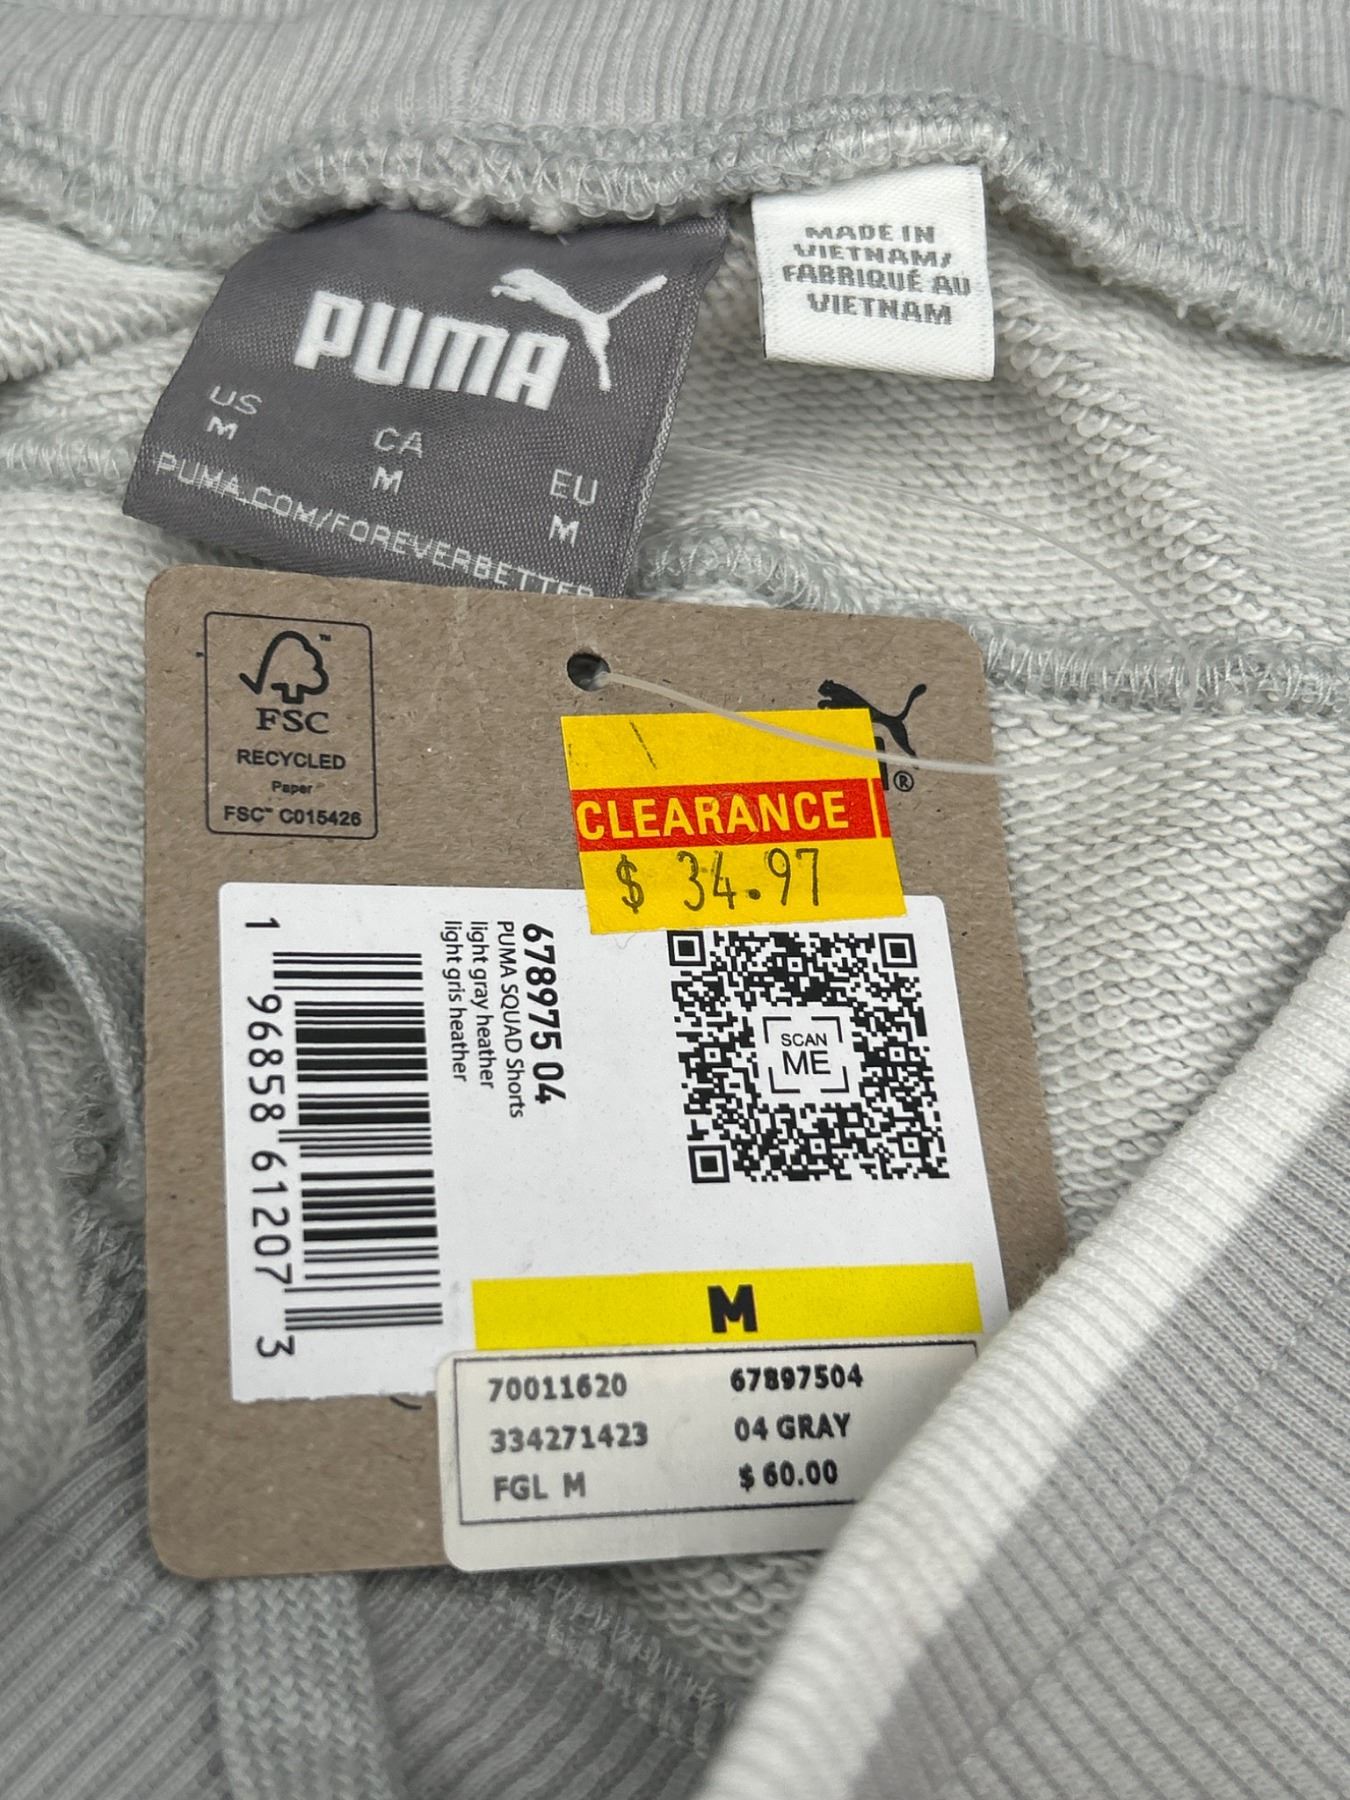 PUMA
US
M
CA
M
EU
M
PUMA.COM/FOREVERBETTER
MADE IN
VIETNAM/
FABRIQUÉ AU
VIETNAM
FSC™
RECYCLED
Paper
FSC™ C015426
®
CLEARANCE
$ 34.97
678975 04
PUMA SQUAD Shorts
light gray heather
light gris heather
1 96858 61207 3
SCAN
ME
M
70011620 67897504
334271423 04 GRAY
FGL M $ 60.00